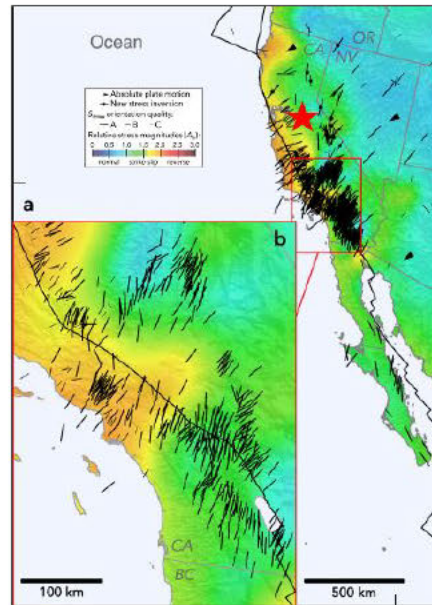 Ocean
OR
CA
NV
Absolute plate motion
New stress inversion
S orientation quality:
A B C
Relative stress magnitudes (Aφ):
0 0.5 1.0 1.5 2.0 2.5 3.0
normal strike-slip reverse
a
b
CA
BC
100 km
500 km